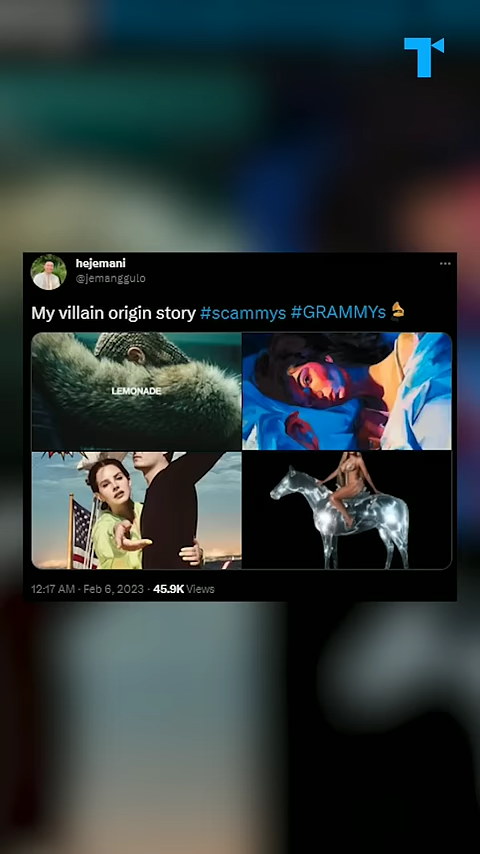 hejemani
@jemanggulo
My villain origin story #scammys #GRAMMYs
LEMONADE
12:17 AM · Feb 6, 2023 · 45.9K Views